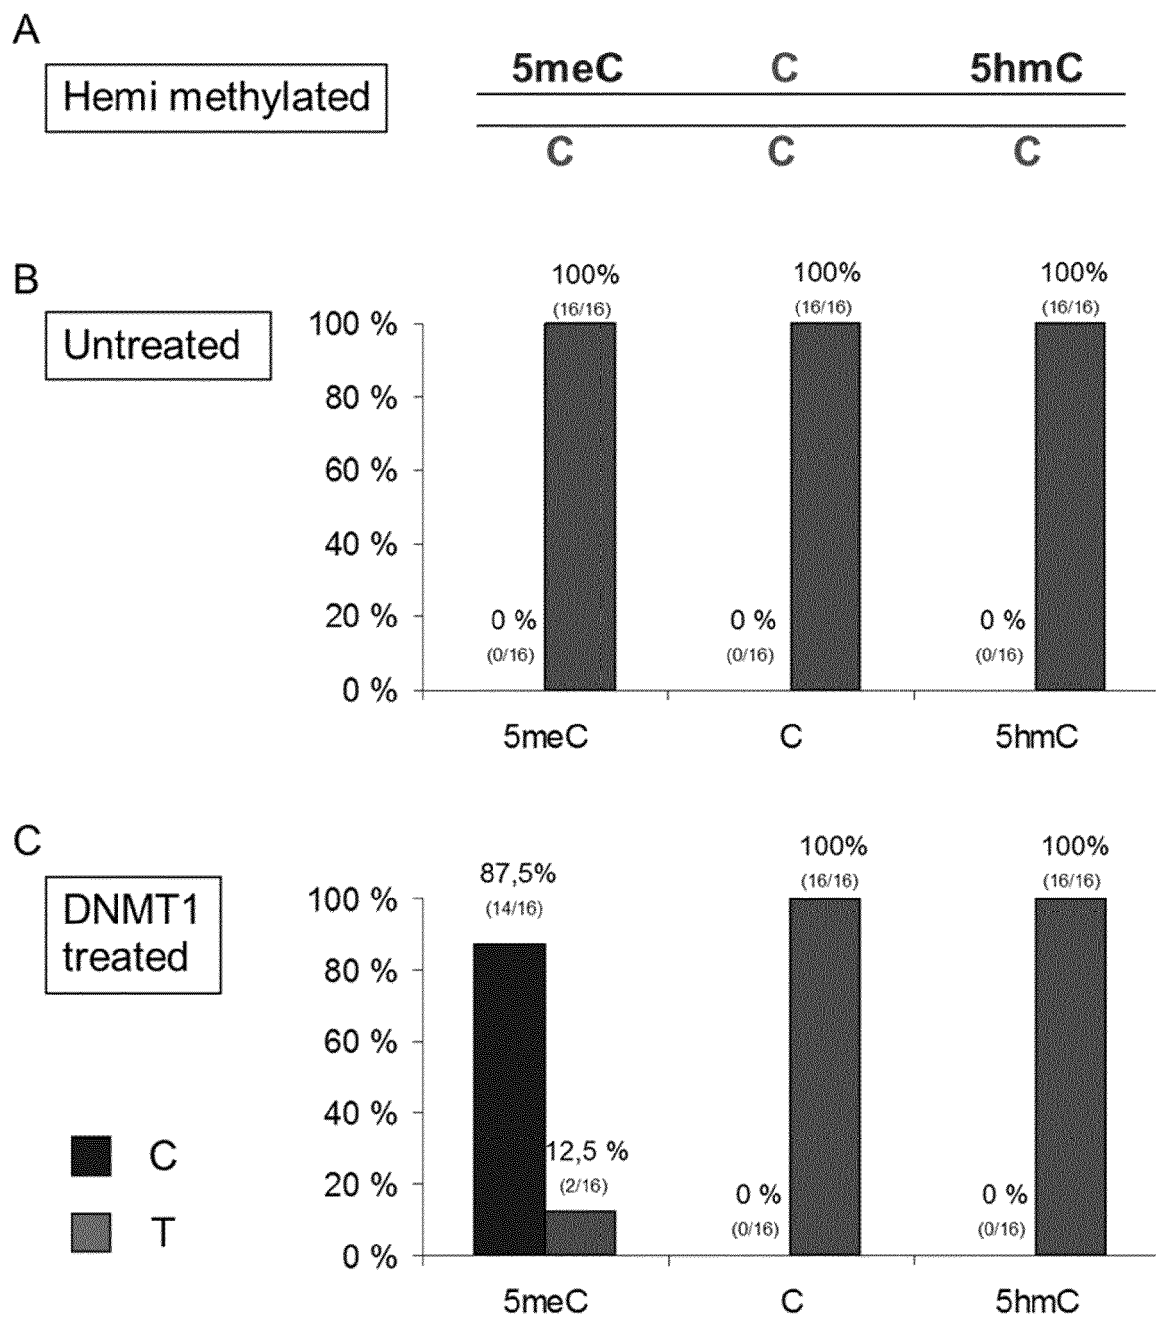 A
Hemi methylated
5meC C 5hmC
C C C
B
Untreated
100% 100% 100%
(16/16) (16/16) (16/16)
100 %
80 %
60 %
40 %
20 %
0 % 0 % 0 %
(0/16) (0/16) (0/16)
0 %
5meC C 5hmC
C
DNMT1
treated
87,5% 100% 100%
(14/16) (16/16) (16/16)
100 %
80 %
60 %
40 %
12,5 %
20 %
(2/16)
0 % 0 %
(0/16) (0/16)
0 %
5meC C 5hmC
C
T